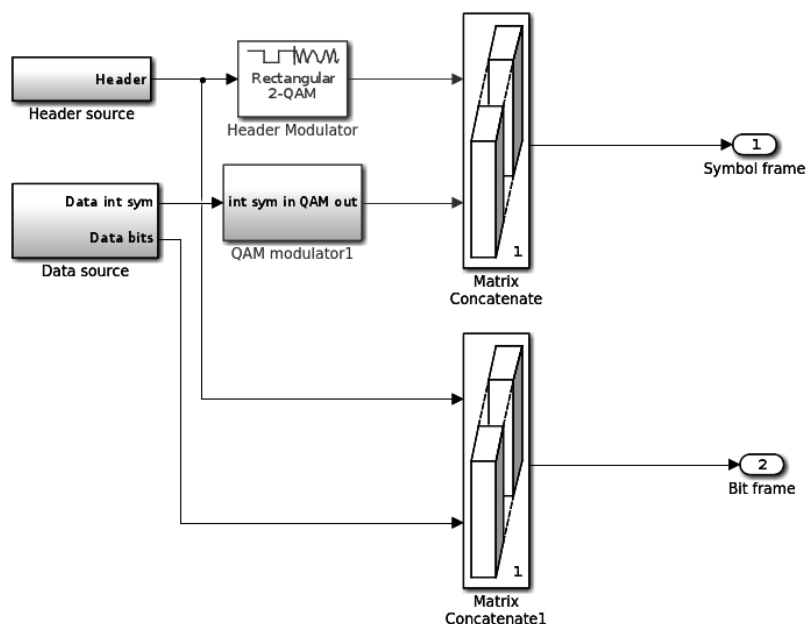 Header
Header source
Rectangular
2-QAM
Header Modulator
1
Matrix
Concatenate
1
Symbol frame
Data int sym
Data bits
Data source
int sym in QAM out
QAM modulator1
1
Matrix
Concatenate1
2
Bit frame